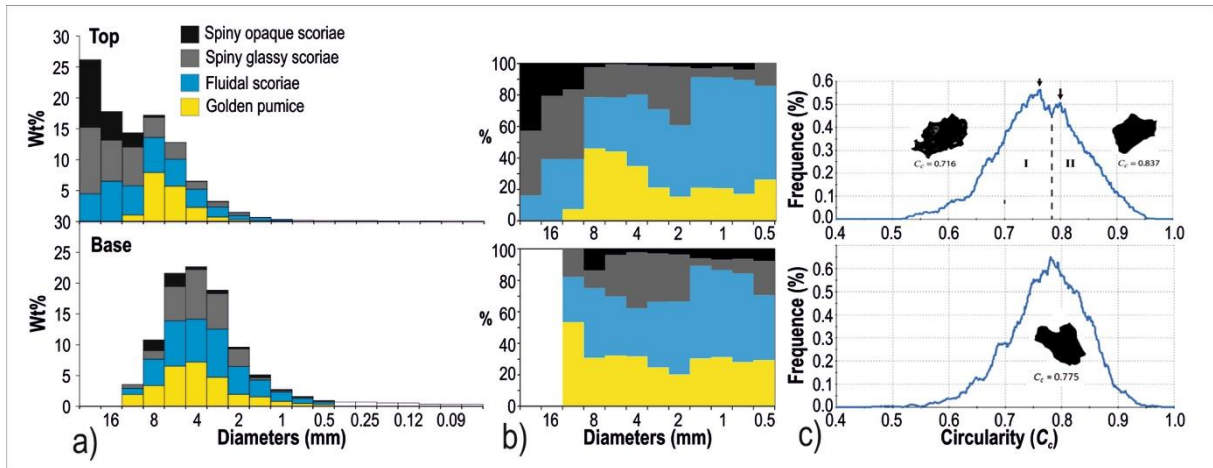 Top
Spiny opaque scoriae
Spiny glassy scoriae
Fluidal scoriae
Golden pumice
Wt%
30
25
20
15
10
5
30
Base
Wt%
25
20
15
10
5
0
16 8 4 2 1 0.5 0.25 0.12 0.09
a) Diameters (mm)
%
100
80
60
40
20
0
16 8 4 2 1 0.5
%
100
80
60
40
20
0
16 8 4 2 1 0.5
b) Diameters (mm)
Frequence (%)
0.6
0.5
0.4
0.3
0.2
0.1
0.0
Cc = 0.716
I
II
Cc = 0.837
0.4 0.5 0.6 0.7 0.8 0.9 1.0
Frequence (%)
0.6
0.5
0.4
0.3
0.2
0.1
0.0
Cc = 0.775
0.4 0.5 0.6 0.7 0.8 0.9 1.0
c) Circularity (Cc)